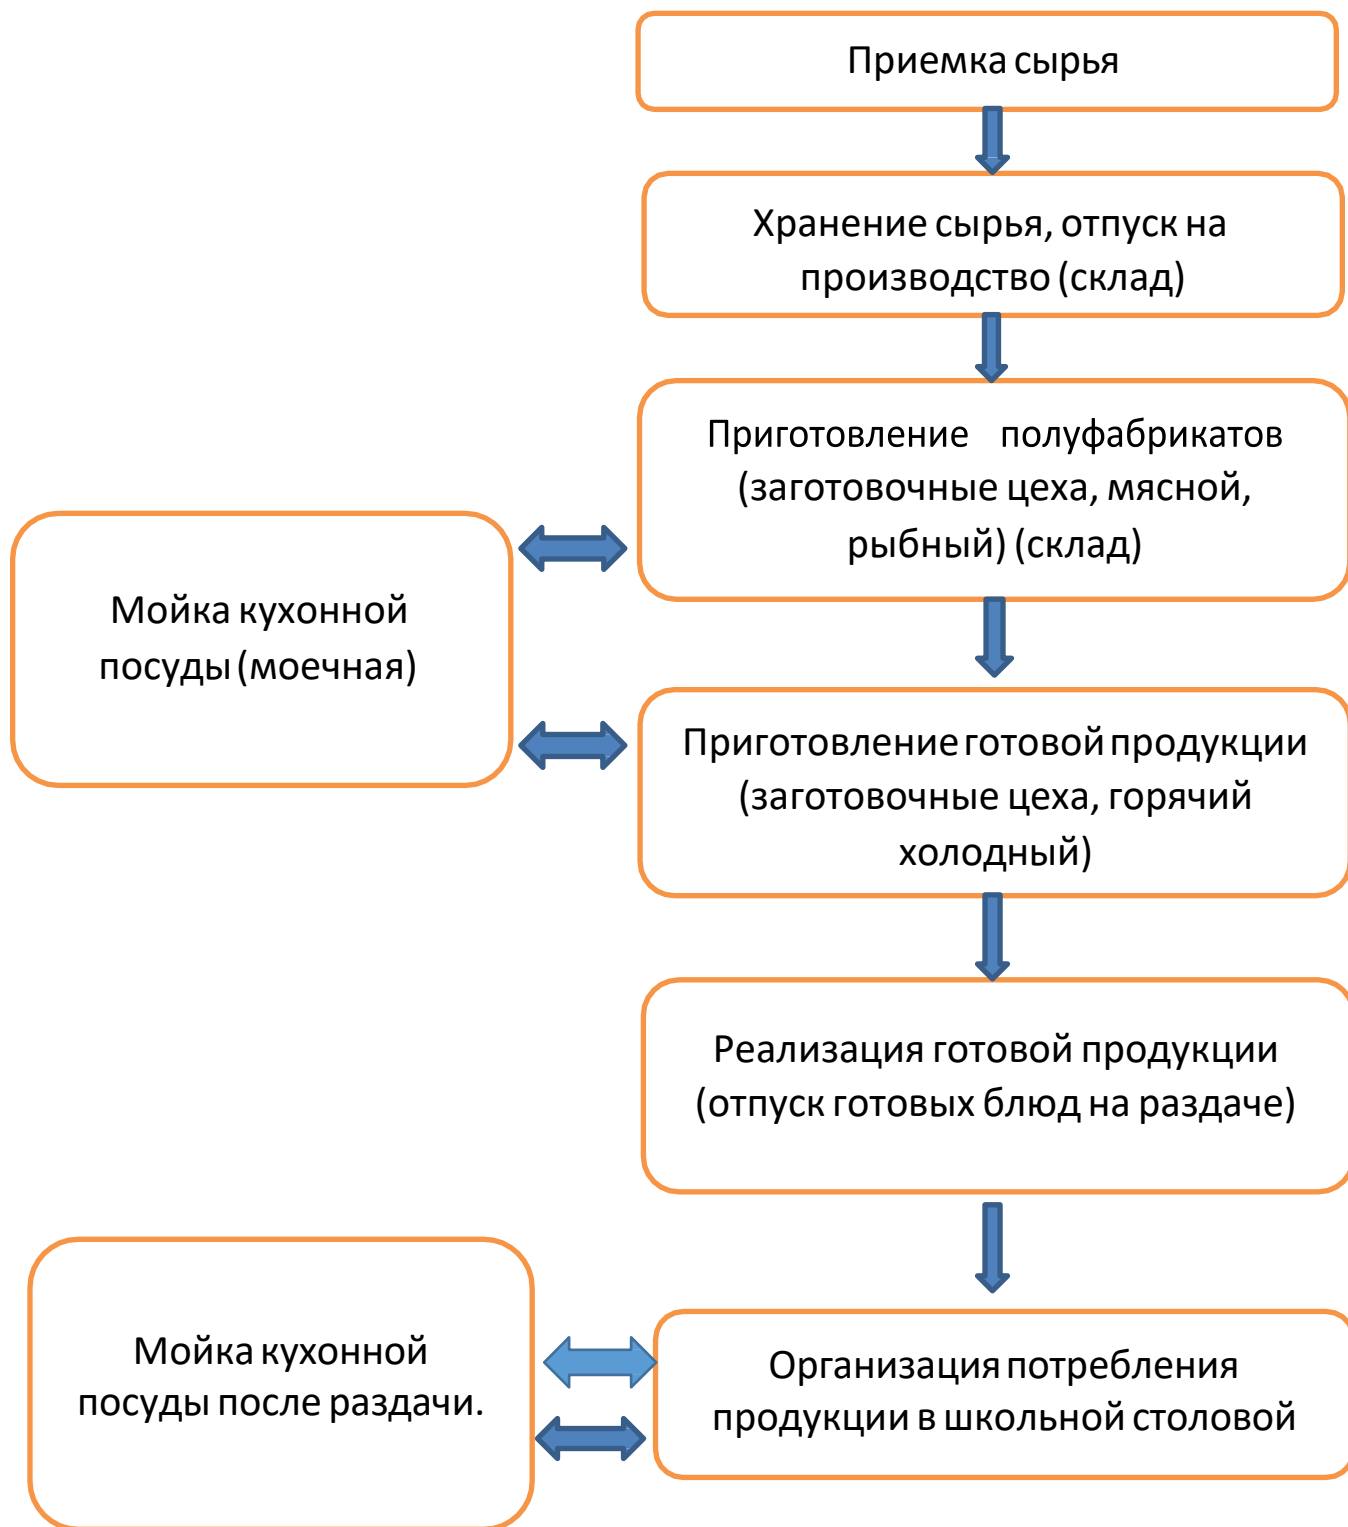 Приемка сырья
Хранение сырья, отпуск на
производство (склад)
Приготовление полуфабрикатов
(заготовочные цеха, мясной,
рыбный) (склад)
Мойка кухонной
посуды (моечная)
Приготовление готовой продукции
(заготовочные цеха, горячий
холодный)
Реализация готовой продукции
(отпуск готовых блюд на раздаче)
Мойка кухонной
посуды после раздачи.
Организация потребления
продукции в школьной столовой